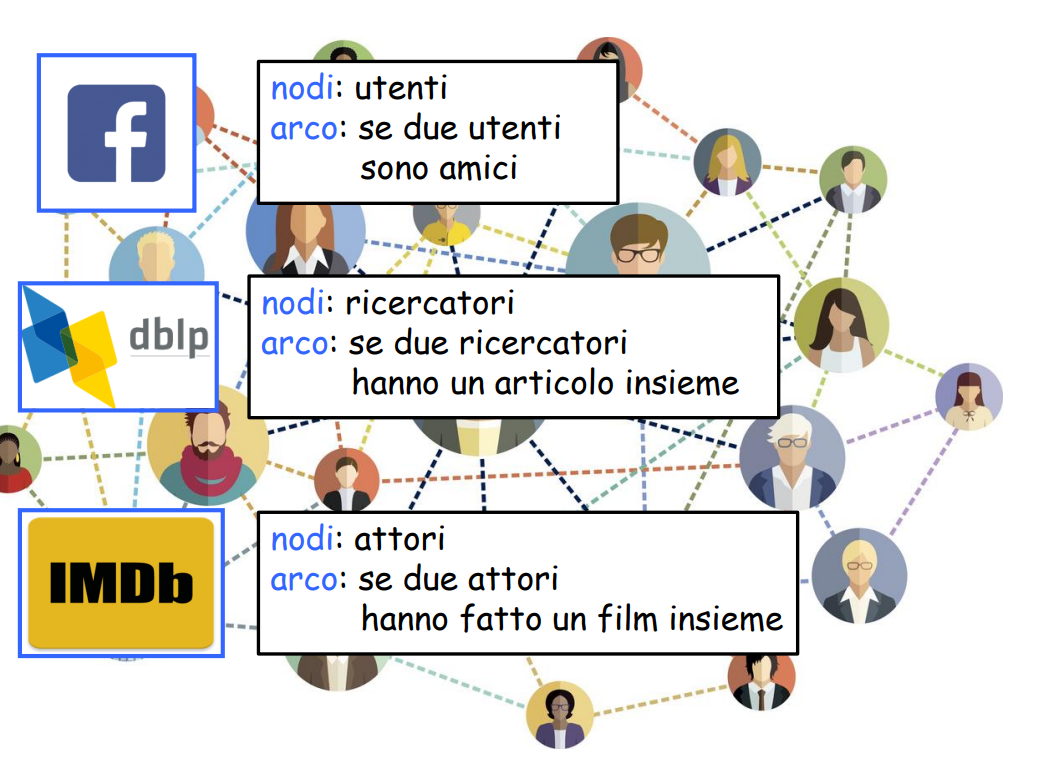 f
nodi: utenti
arco: se due utenti
sono amici
dblp
nodi: ricercatori
arco: se due ricercatori
hanno un articolo insieme
IMDb
nodi: attori
arco: se due attori
hanno fatto un film insieme